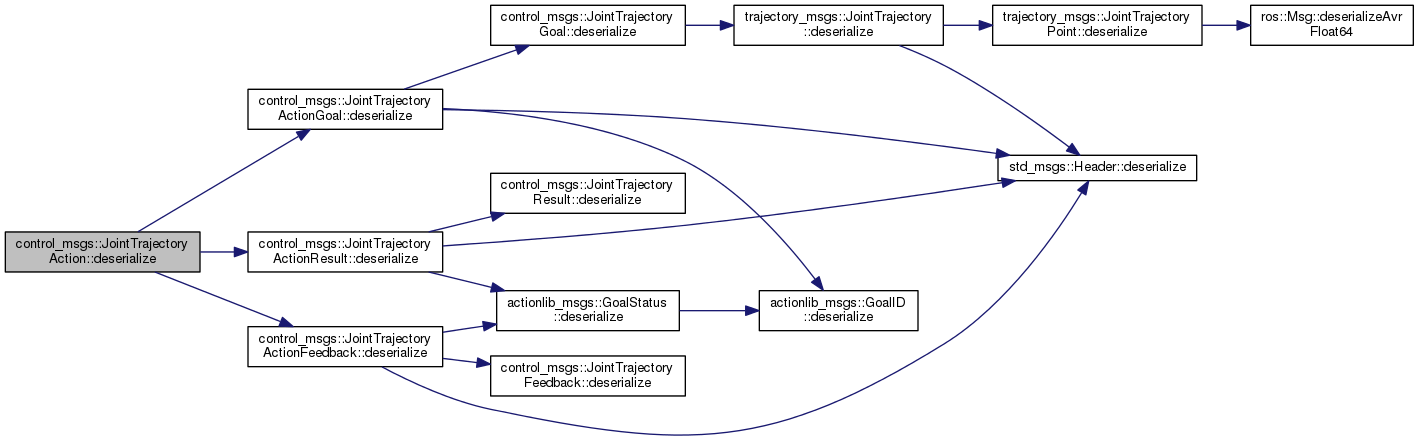 control_msgs::JointTrajectory
Goal::deserialize
trajectory_msgs::JointTrajectory
::deserialize
trajectory_msgs::JointTrajectory
Point::deserialize
ros::Msg::deserializeAvr
Float64
control_msgs::JointTrajectory
ActionGoal::deserialize
std_msgs::Header::deserialize
control_msgs::JointTrajectory
Result::deserialize
control_msgs::JointTrajectory
Action::deserialize
control_msgs::JointTrajectory
ActionResult::deserialize
actionlib_msgs::GoalStatus
::deserialize
actionlib_msgs::GoalID
::deserialize
control_msgs::JointTrajectory
ActionFeedback::deserialize
control_msgs::JointTrajectory
Feedback::deserialize